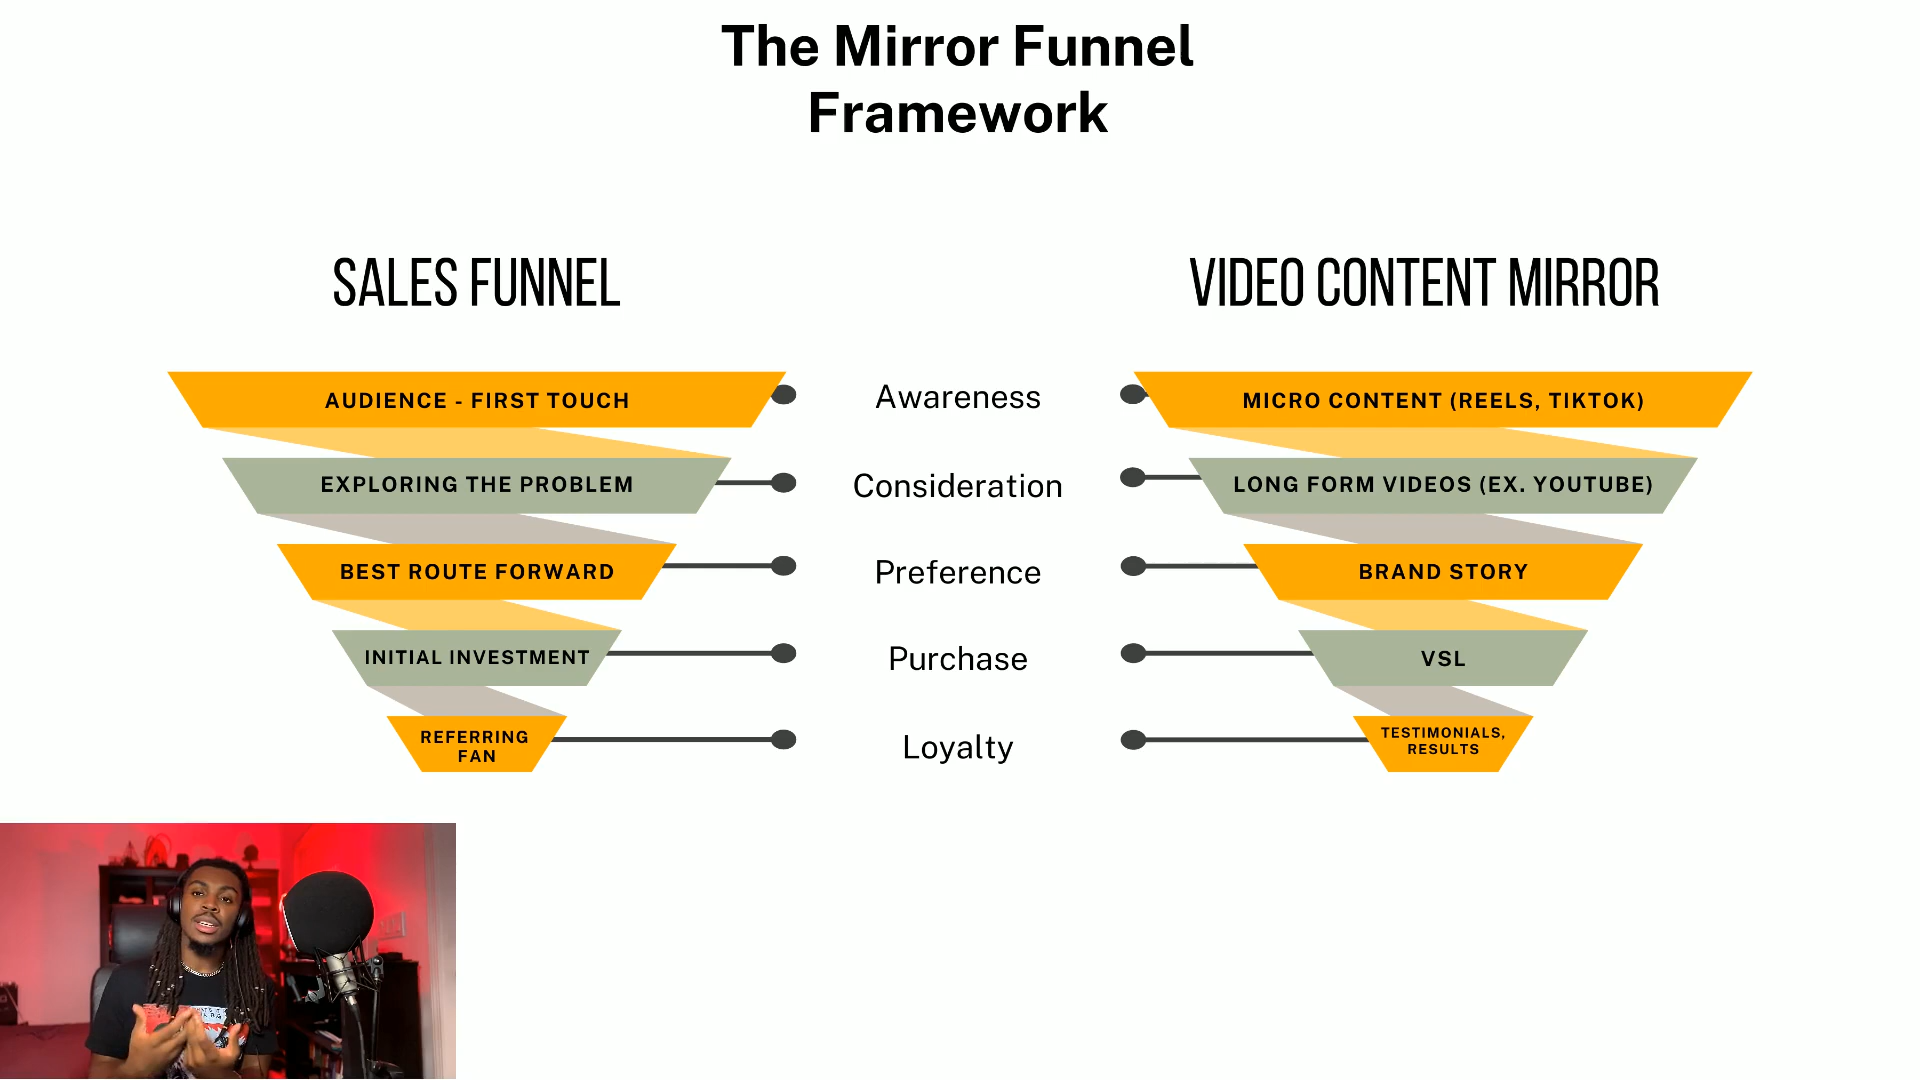 The Mirror Funnel
Framework
SALES FUNNEL
VIDEO CONTENT MIRROR
AUDIENCE - FIRST TOUCH
Awareness
MICRO CONTENT (REELS, TIKTOK)
EXPLORING THE PROBLEM
Consideration
LONG FORM VIDEOS (EX. YOUTUBE)
BEST ROUTE FORWARD
Preference
BRAND STORY
INITIAL INVESTMENT
Purchase
VSL
REFERRING
FAN
Loyalty
TESTIMONIALS,
RESULTS